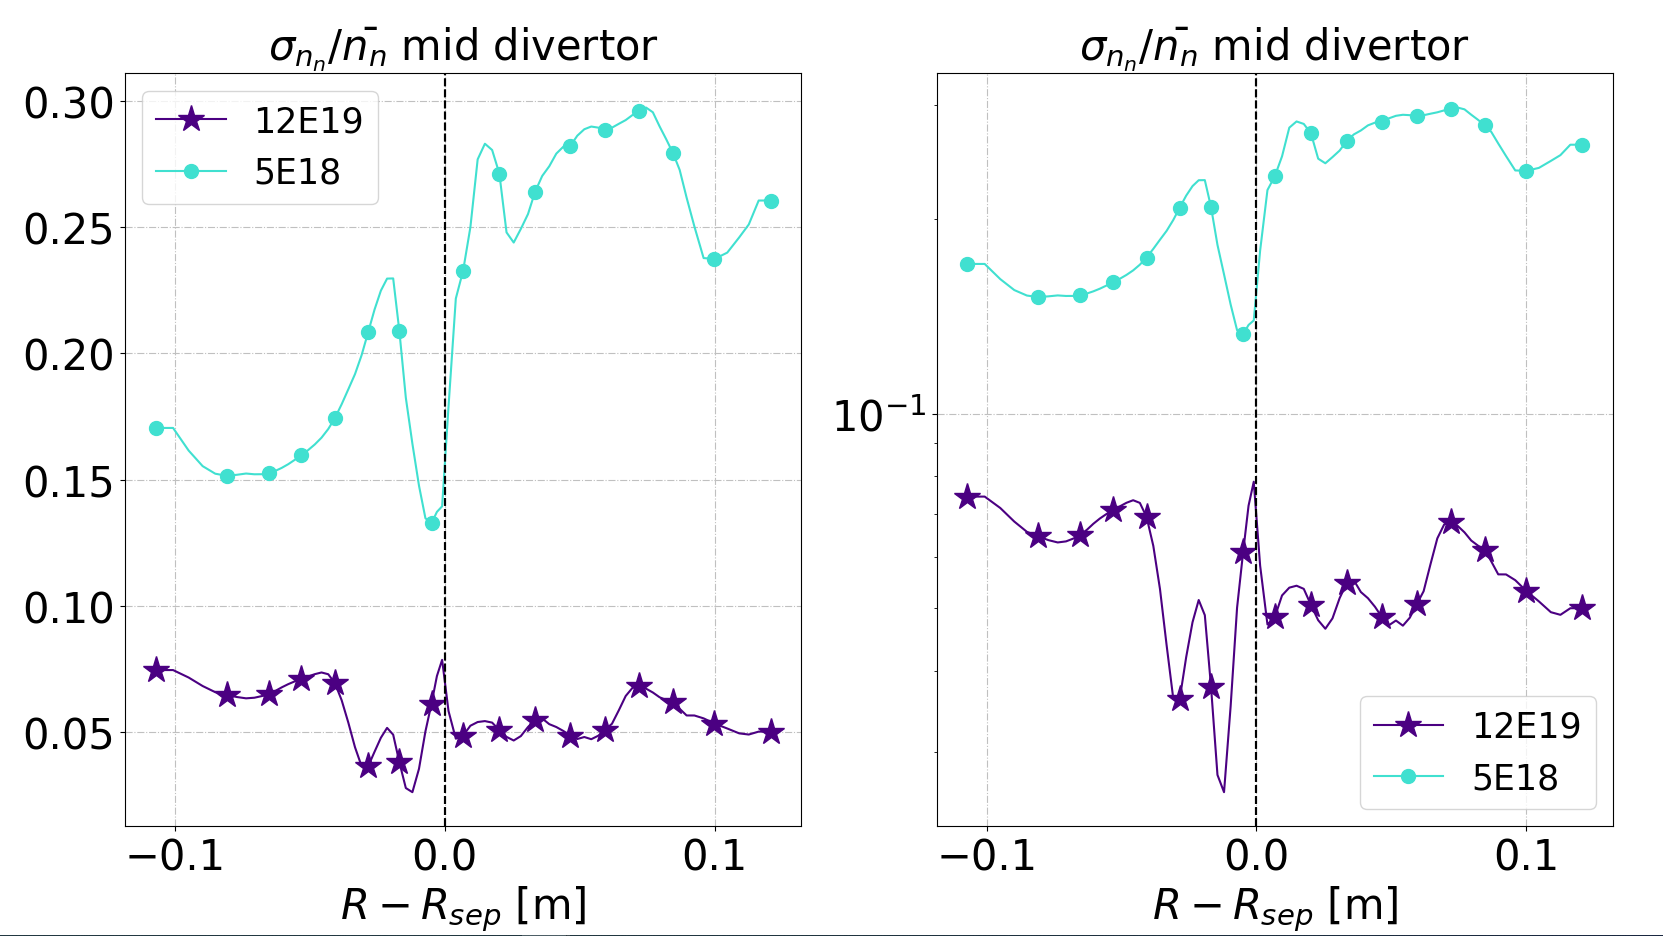 σ_{n_n}/n̄_n mid divertor
0.30
0.25
0.20
0.15
0.10
0.05
12E19
5E18
−0.1 0.0 0.1
R − R_{sep} [m]
σ_{n_n}/n̄_n mid divertor
10^{−1}
12E19
5E18
−0.1 0.0 0.1
R − R_{sep} [m]